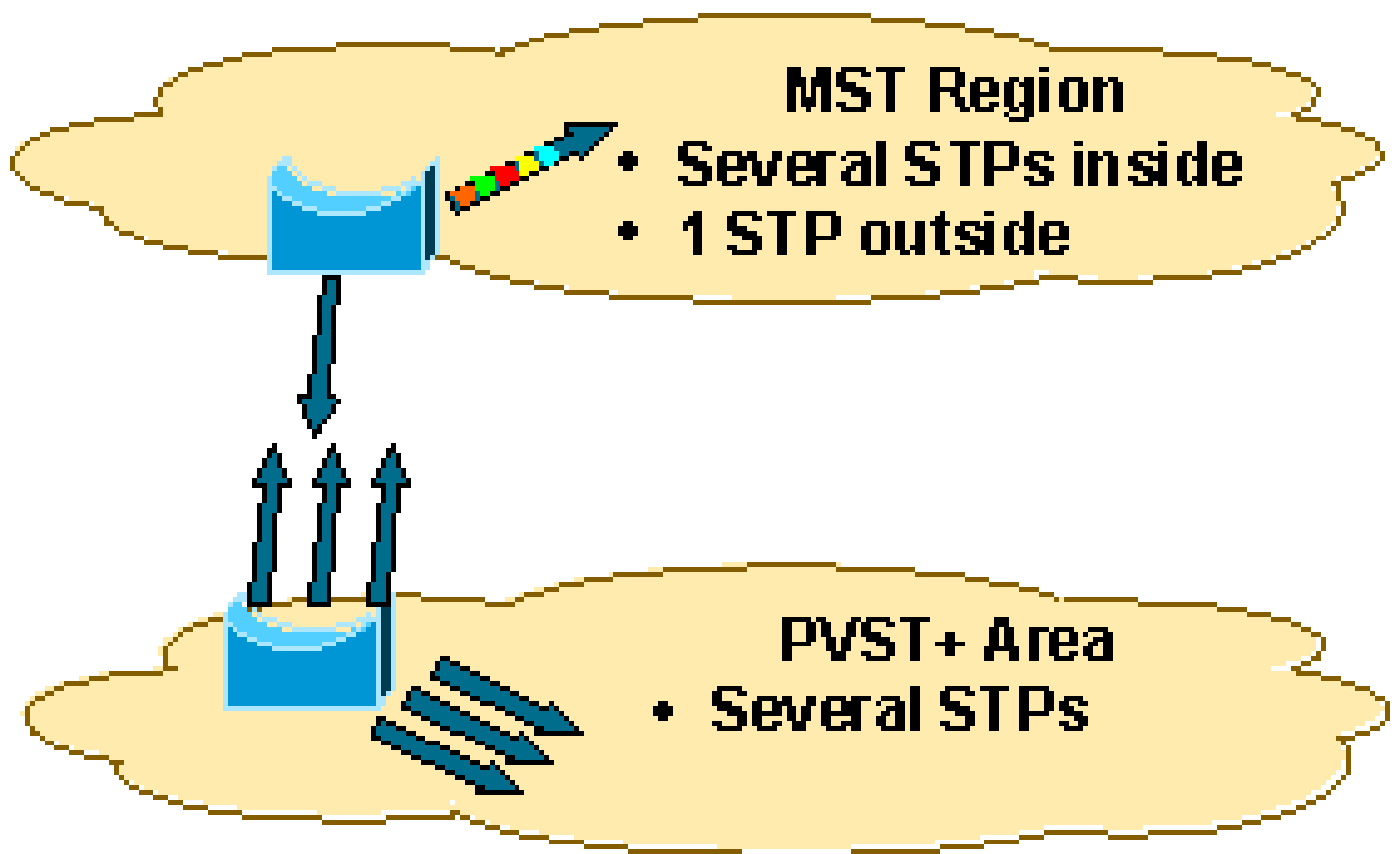 MST Region
• Several STPs inside
• 1 STP outside
PVST+ Area
• Several STPs